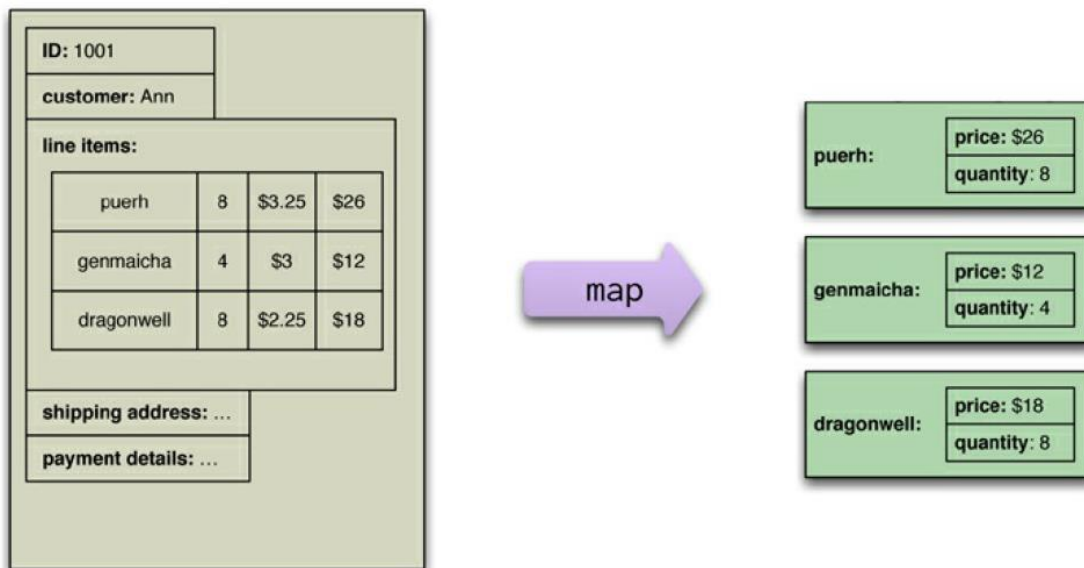 ID: 1001
customer: Ann
line items:
puerh 8 $3.25 $26
genmaicha 4 $3 $12
dragonwell 8 $2.25 $18
shipping address: ...
payment details: ...
map
puerh:
price: $26
quantity: 8
genmaicha:
price: $12
quantity: 4
dragonwell:
price: $18
quantity: 8